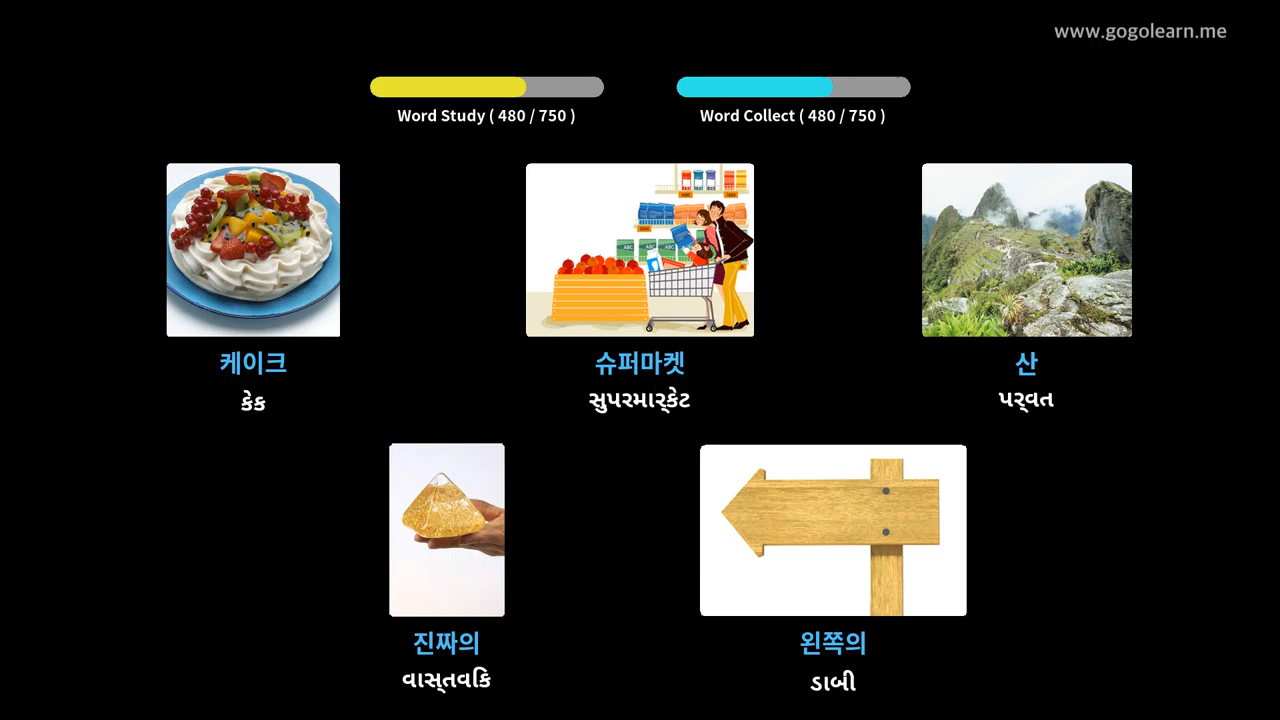 www.gogolearn.me
Word Study ( 480 / 750 )
Word Collect ( 480 / 750 )
케이크
કેક
슈퍼마켓
સુપરમાર્કેટ
산
પર્વત
진짜의
વાસ્તવિક
왼쪽의
ડાબી